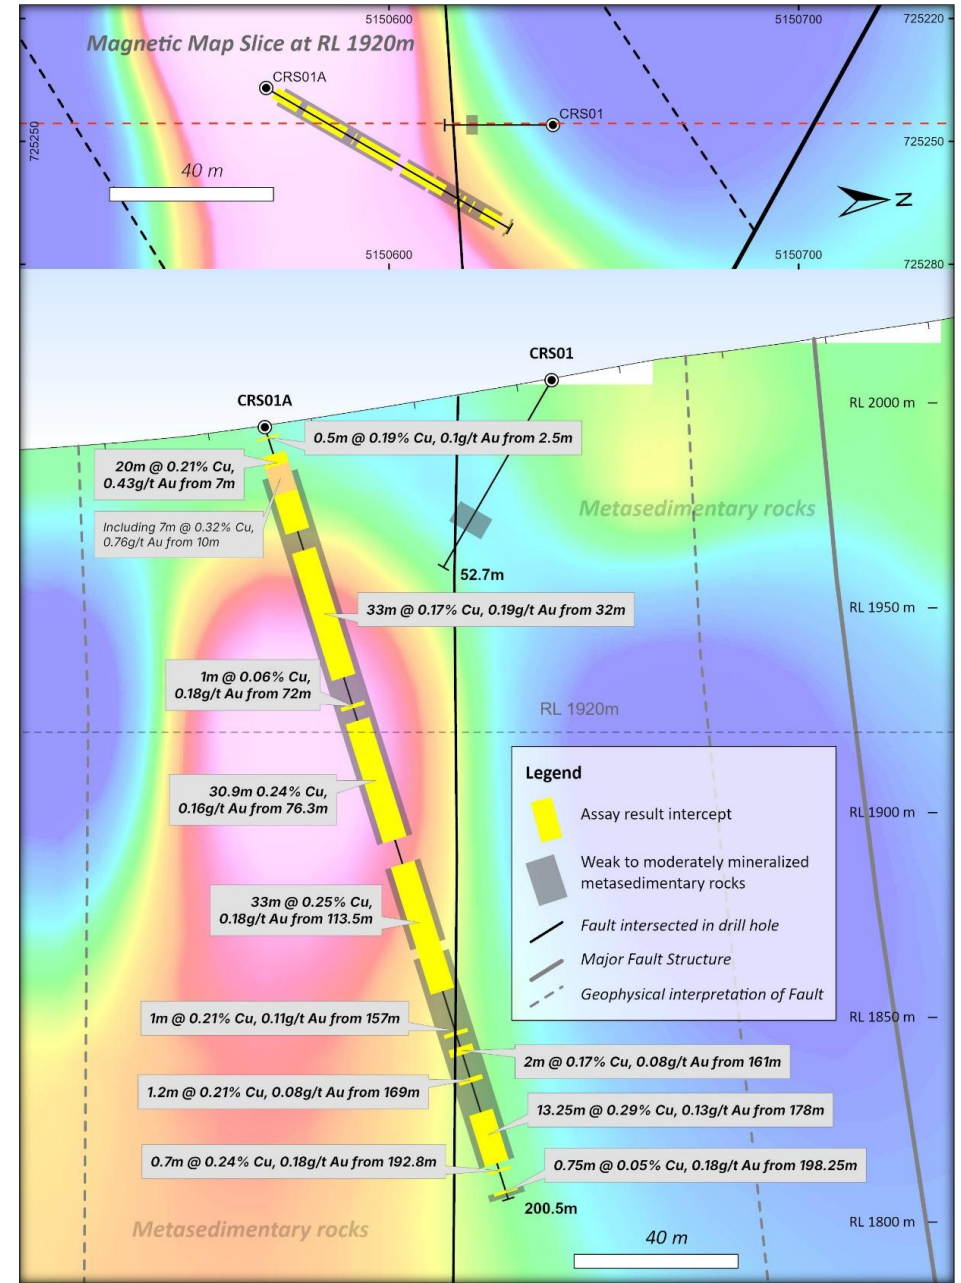 5150600
5150700
725220
Magnetic Map Slice at RL 1920m
CRS01A
CRS01
725250
725250
40 m
N
5150600
5150700
725280
CRS01
CRS01A
RL 2000 m
0.5m @ 0.19% Cu, 0.1g/t Au from 2.5m
20m @ 0.21% Cu,
0.43g/t Au from 7m
Metasedimentary rocks
Including 7m @ 0.32% Cu,
0.76g/t Au from 10m
52.7m
33m @ 0.17% Cu, 0.19g/t Au from 32m
RL 1950 m
1m @ 0.06% Cu,
0.18g/t Au from 72m
RL 1920m
30.9m 0.24% Cu,
0.16g/t Au from 76.3m
Legend
Assay result intercept
RL 1900 m
Weak to moderately mineralized
metasedimentary rocks
33m @ 0.25% Cu,
0.18g/t Au from 113.5m
Fault intersected in drill hole
Major Fault Structure
Geophysical interpretation of Fault
1m @ 0.21% Cu, 0.11g/t Au from 157m
RL 1850 m
2m @ 0.17% Cu, 0.08g/t Au from 161m
1.2m @ 0.21% Cu, 0.08g/t Au from 169m
13.25m @ 0.29% Cu, 0.13g/t Au from 178m
0.7m @ 0.24% Cu, 0.18g/t Au from 192.8m
0.75m @ 0.05% Cu, 0.18g/t Au from 198.25m
200.5m
Metasedimentary rocks
RL 1800 m
40 m